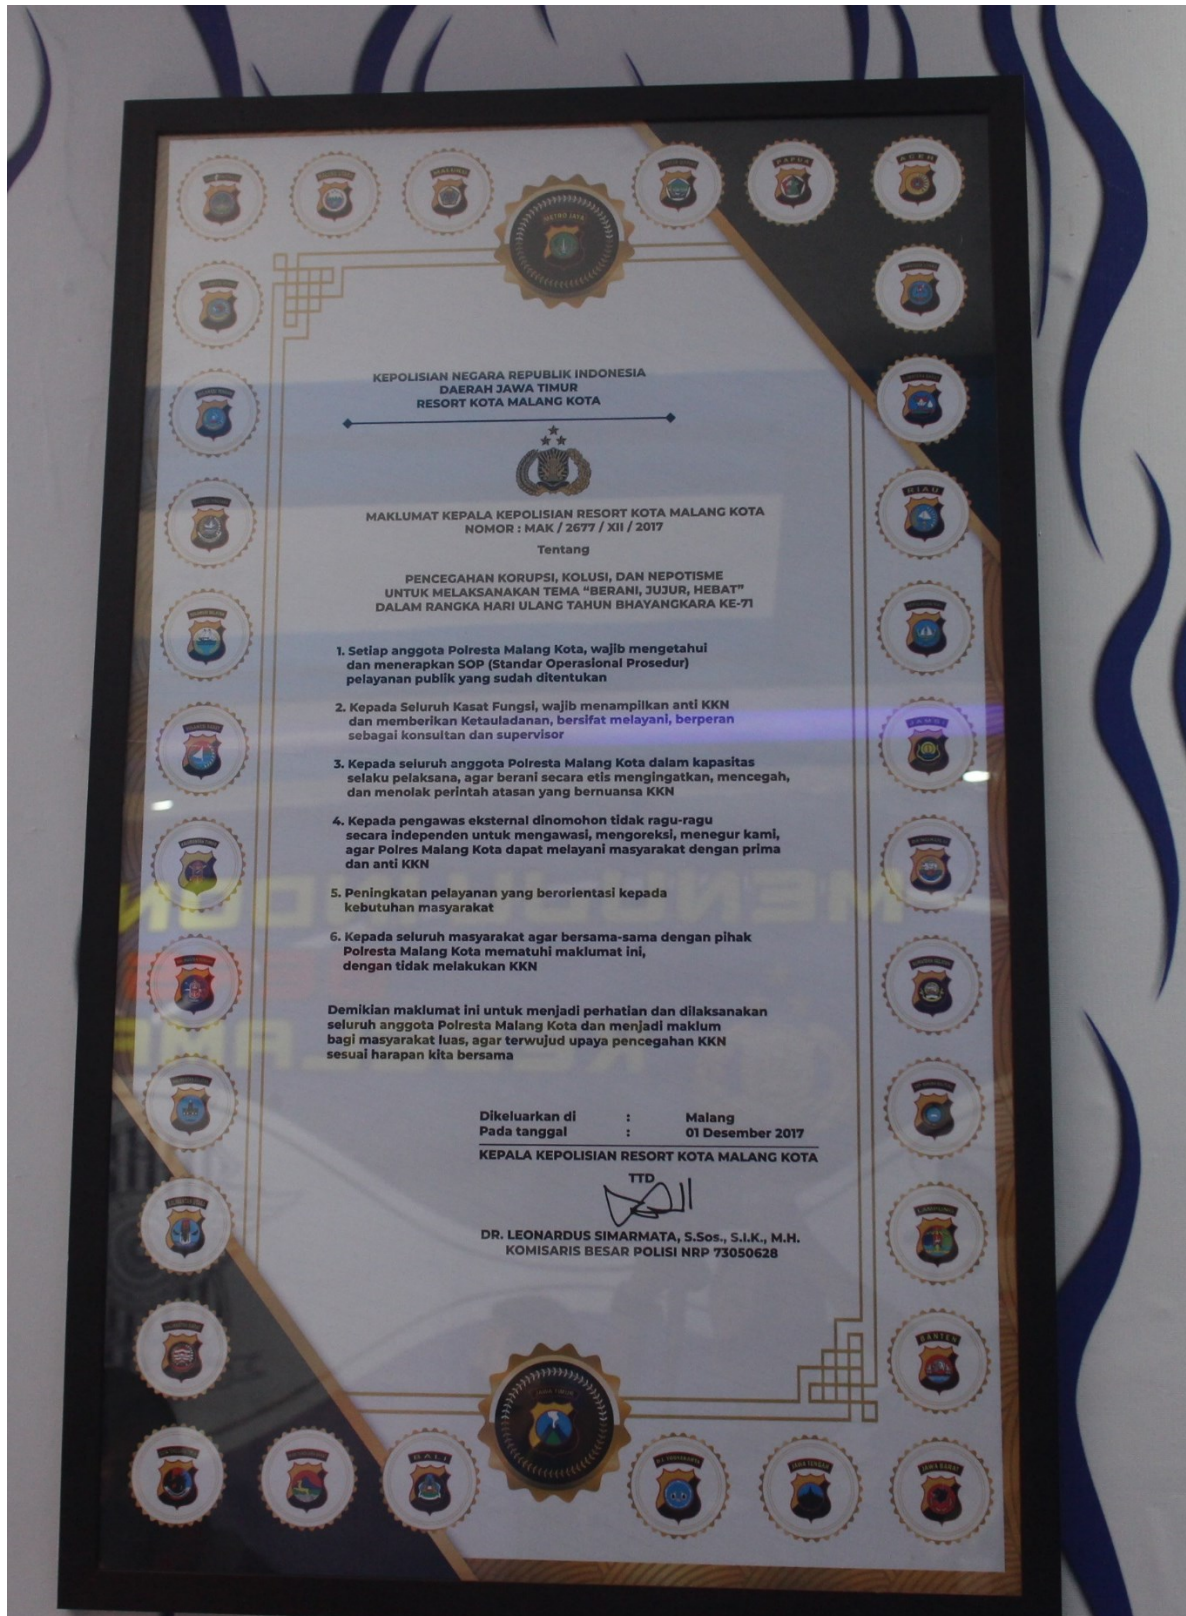 METRO JAYA
PAPUA
ACEH
RIAU
JAMBI
KEPOLISIAN NEGARA REPUBLIK INDONESIA
DAERAH JAWA TIMUR
RESORT KOTA MALANG KOTA
MAKLUMAT KEPALA KEPOLISIAN RESORT KOTA MALANG KOTA
NOMOR : MAK / 2677 / XII / 2017
Tentang
PENCEGAHAN KORUPSI, KOLUSI, DAN NEPOTISME
UNTUK MELAKSANAKAN TEMA “BERANI, JUJUR, HEBAT”
DALAM RANGKA HARI ULANG TAHUN BHAYANGKARA KE-71
1. Setiap anggota Polresta Malang Kota, wajib mengetahui
dan menerapkan SOP (Standar Operasional Prosedur)
pelayanan publik yang sudah ditentukan
2. Kepada Seluruh Kasat Fungsi, wajib menampilkan anti KKN
dan memberikan Ketauladanan, bersifat melayani, berperan
sebagai konsultan dan supervisor
3. Kepada seluruh anggota Polresta Malang Kota dalam kapasitas
selaku pelaksana, agar berani secara etis mengingatkan, mencegah,
dan menolak perintah atasan yang bernuansa KKN
4. Kepada pengawas eksternal dinomohon tidak ragu-ragu
secara independen untuk mengawasi, mengoreksi, menegur kami,
agar Polres Malang Kota dapat melayani masyarakat dengan prima
dan anti KKN
5. Peningkatan pelayanan yang berorientasi kepada
kebutuhan masyarakat
6. Kepada seluruh masyarakat agar bersama-sama dengan pihak
Polresta Malang Kota mematuhi maklumat ini,
dengan tidak melakukan KKN
Demikian maklumat ini untuk menjadi perhatian dan dilaksanakan
seluruh anggota Polresta Malang Kota dan menjadi maklum
bagi masyarakat luas, agar terwujud upaya pencegahan KKN
sesuai harapan kita bersama
Dikeluarkan di : Malang
Pada tanggal : 01 Desember 2017
KEPALA KEPOLISIAN RESORT KOTA MALANG KOTA
TTD
DR. LEONARDUS SIMARMATA, S.Sos., S.I.K., M.H.
KOMISARIS BESAR POLISI NRP 73050628
LAMPUNG
BANTEN
JAWA TIMUR
BALI
D.I. YOGYAKARTA
JAWA TENGAH
JAWA BARAT